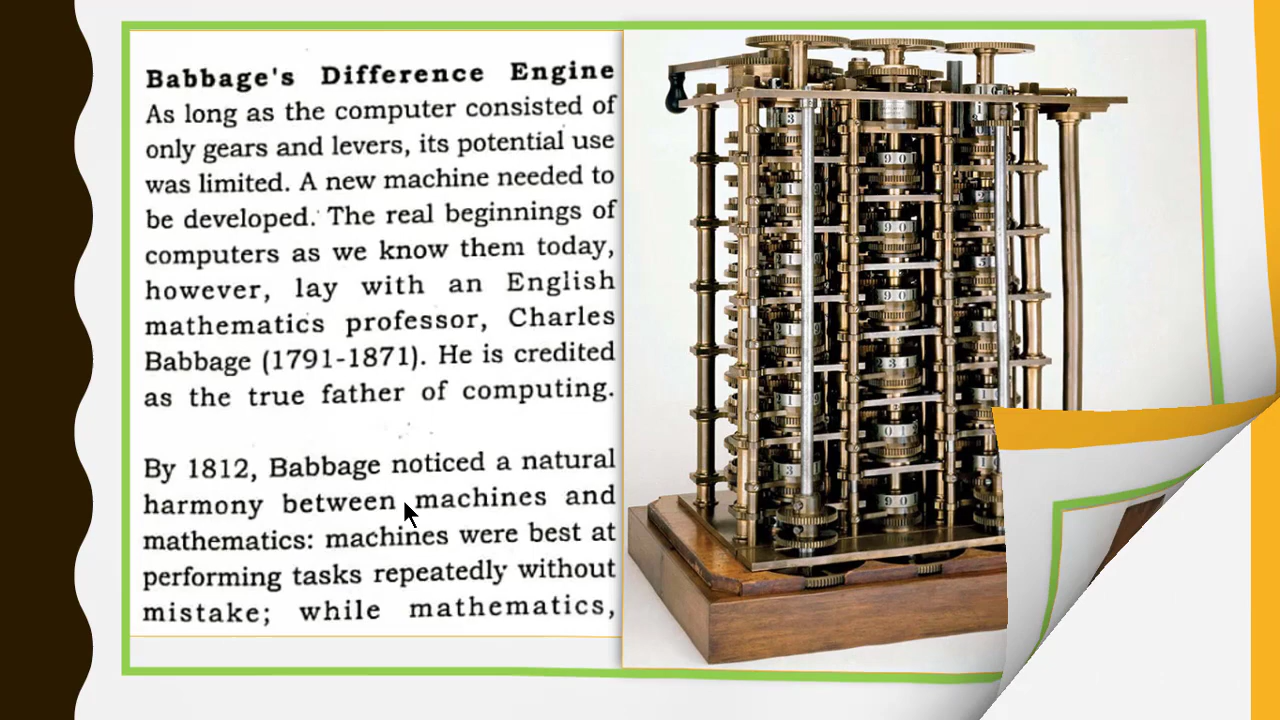 Babbage's Difference Engine
As long as the computer consisted of
only gears and levers, its potential use
was limited. A new machine needed to
be developed. The real beginnings of
computers as we know them today,
however, lay with an English
mathematics professor, Charles
Babbage (1791-1871). He is credited
as the true father of computing.
By 1812, Babbage noticed a natural
harmony between machines and
mathematics: machines were best at
performing tasks repeatedly without
mistake; while mathematics,